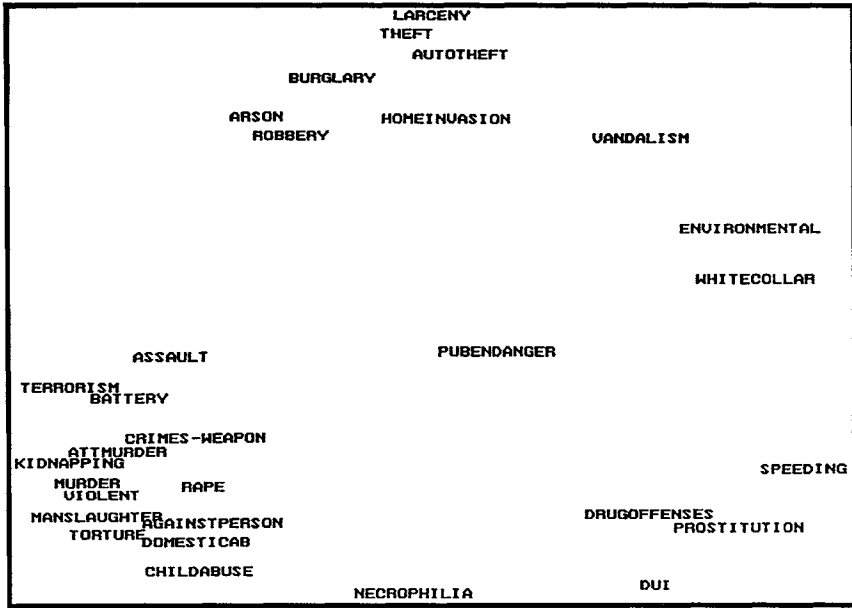 LARCENY
THEFT
AUTOTHEFT
BURGLARY
ARSON
HOMEINVASION
ROBBERY
VANDALISM
ENVIRONMENTAL
WHITECOLLAR
ASSAULT
PUBENDANGER
TERRORISM
BATTERY
CRIMES-WEAPON
ATTMURDER
KIDNAPPING
SPEEDING
MURDER
RAPE
VIOLENT
MANSLAUGHTER
DRUGOFFENSES
AGAINSTPERSON
PROSTITUTION
TORTURE
DOMESTICAB
CHILDABUSE
DUI
NECROPHILIA